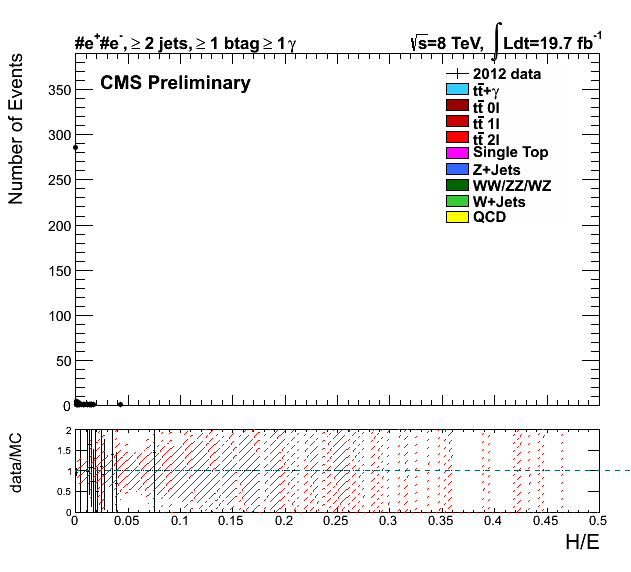 #e⁺#e⁻, ≥ 2 jets, ≥ 1 btag ≥ 1 γ √s=8 TeV, ∫ Ldt=19.7 fb⁻¹
CMS Preliminary
2012 data
tt̄+γ
tt̄ 0l
tt̄ 1l
tt̄ 2l
Single Top
Z+Jets
WW/ZZ/WZ
W+Jets
QCD
Number of Events
350
300
250
200
150
100
50
0
data/MC
2
1.5
1
0.5
0
0 0.05 0.1 0.15 0.2 0.25 0.3 0.35 0.4 0.45 0.5
H/E